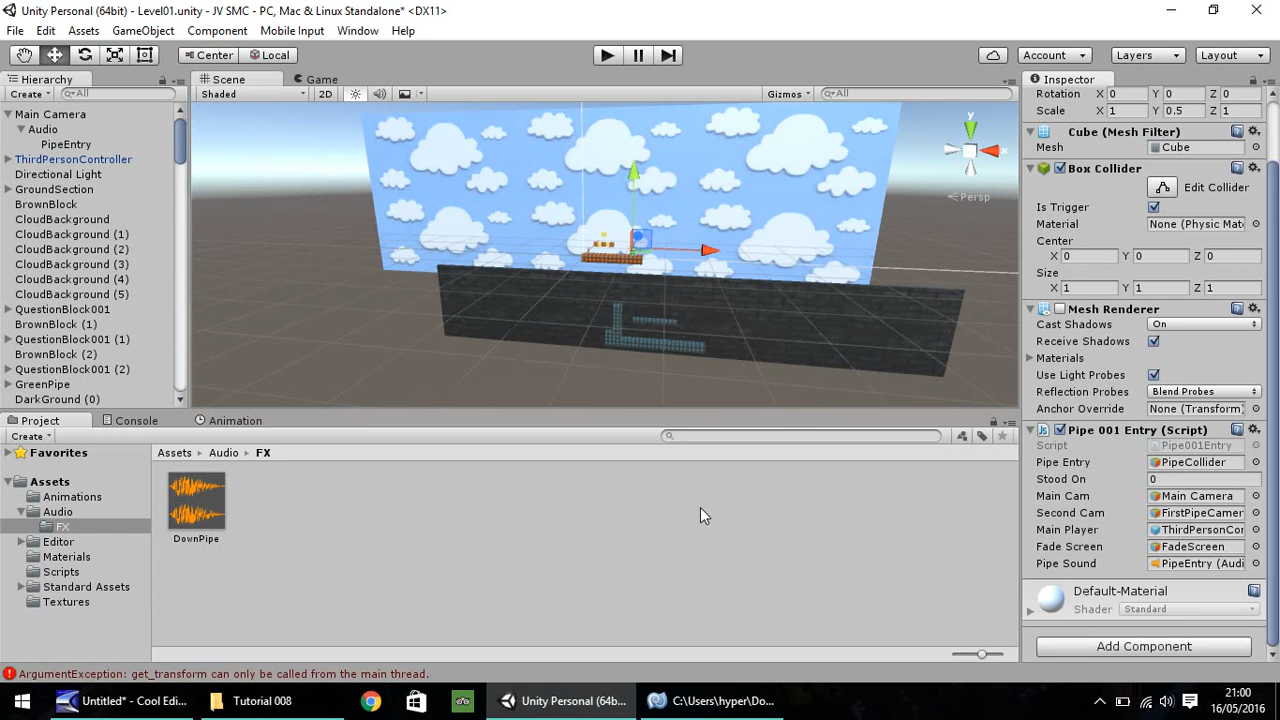 Unity Personal (64bit) - Level01.unity - JV SMC - PC, Mac & Linux Standalone* <DX11>
File Edit Assets GameObject Component Mobile Input Window Help
Center Local Account Layers Layout
Hierarchy
Create All
Main Camera
Audio
PipeEntry
ThirdPersonController
Directional Light
GroundSection
BrownBlock
CloudBackground
CloudBackground (1)
CloudBackground (2)
CloudBackground (3)
CloudBackground (4)
CloudBackground (5)
QuestionBlock001
BrownBlock (1)
QuestionBlock001 (1)
BrownBlock (2)
QuestionBlock001 (2)
GreenPipe
DarkGround (0)
Scene Game
Shaded 2D Gizmos All
y
x
Persp
Inspector
Rotation X 0 Y 0 Z 0
Scale X 1 Y 0.5 Z 1
Cube (Mesh Filter)
Mesh Cube
Box Collider
Edit Collider
Is Trigger
Material None (Physic Mat
Center
X 0 Y 0 Z 0
Size
X 1 Y 1 Z 1
Mesh Renderer
Cast Shadows On
Receive Shadows
Materials
Use Light Probes
Reflection Probes Blend Probes
Anchor Override None (Transform)
Pipe 001 Entry (Script)
Script Pipe001Entry
Pipe Entry PipeCollider
Stood On 0
Main Cam Main Camera
Second Cam FirstPipeCamer
Main Player ThirdPersonCor
Fade Screen FadeScreen
Pipe Sound PipeEntry (Audi
Default-Material
Shader Standard
Add Component
Project Console Animation
Create
Favorites
Assets
Animations
Audio
FX
Editor
Materials
Scripts
Standard Assets
Textures
Assets Audio FX
DownPipe
ArgumentException: get_transform can only be called from the main thread.
Untitled* - Cool Edi... Tutorial 008 Unity Personal (64b... C:\Users\hyper\Do...
21:00
16/05/2016